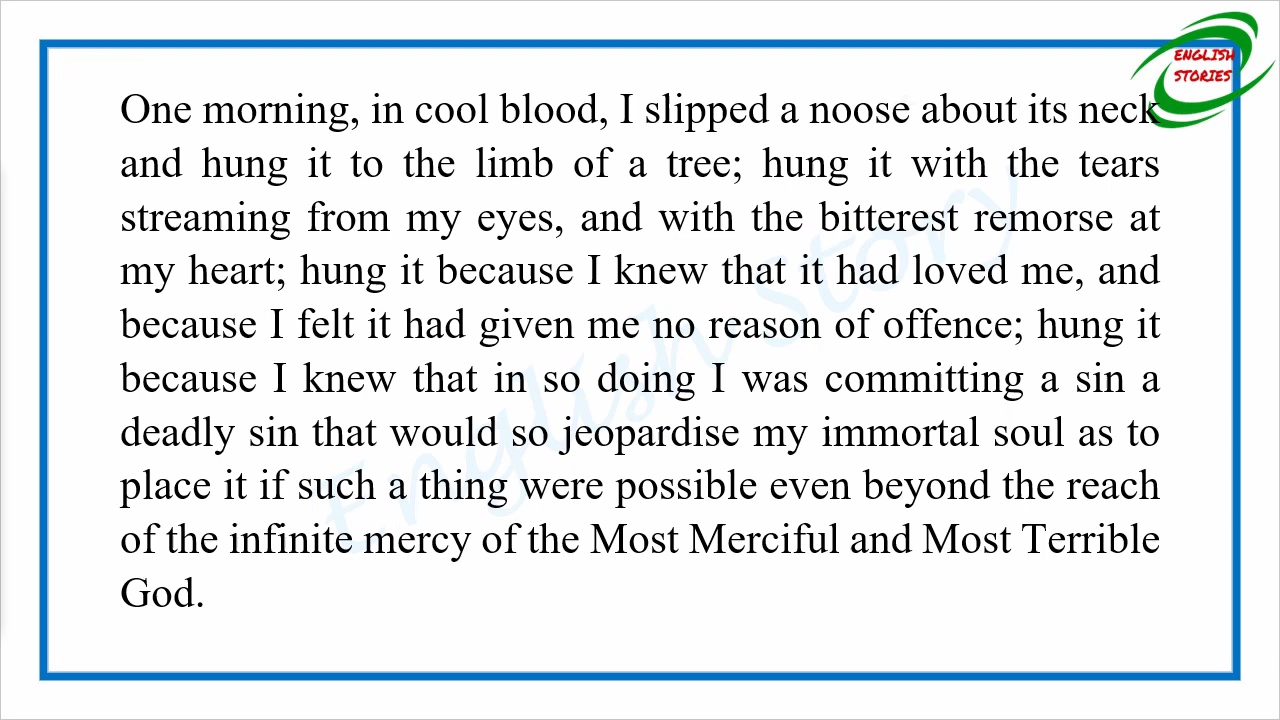 ENGLISH
STORIES
One morning, in cool blood, I slipped a noose about its neck
and hung it to the limb of a tree; hung it with the tears
streaming from my eyes, and with the bitterest remorse at
my heart; hung it because I knew that it had loved me, and
because I felt it had given me no reason of offence; hung it
because I knew that in so doing I was committing a sin a
deadly sin that would so jeopardise my immortal soul as to
place it if such a thing were possible even beyond the reach
of the infinite mercy of the Most Merciful and Most Terrible
God.
English Story